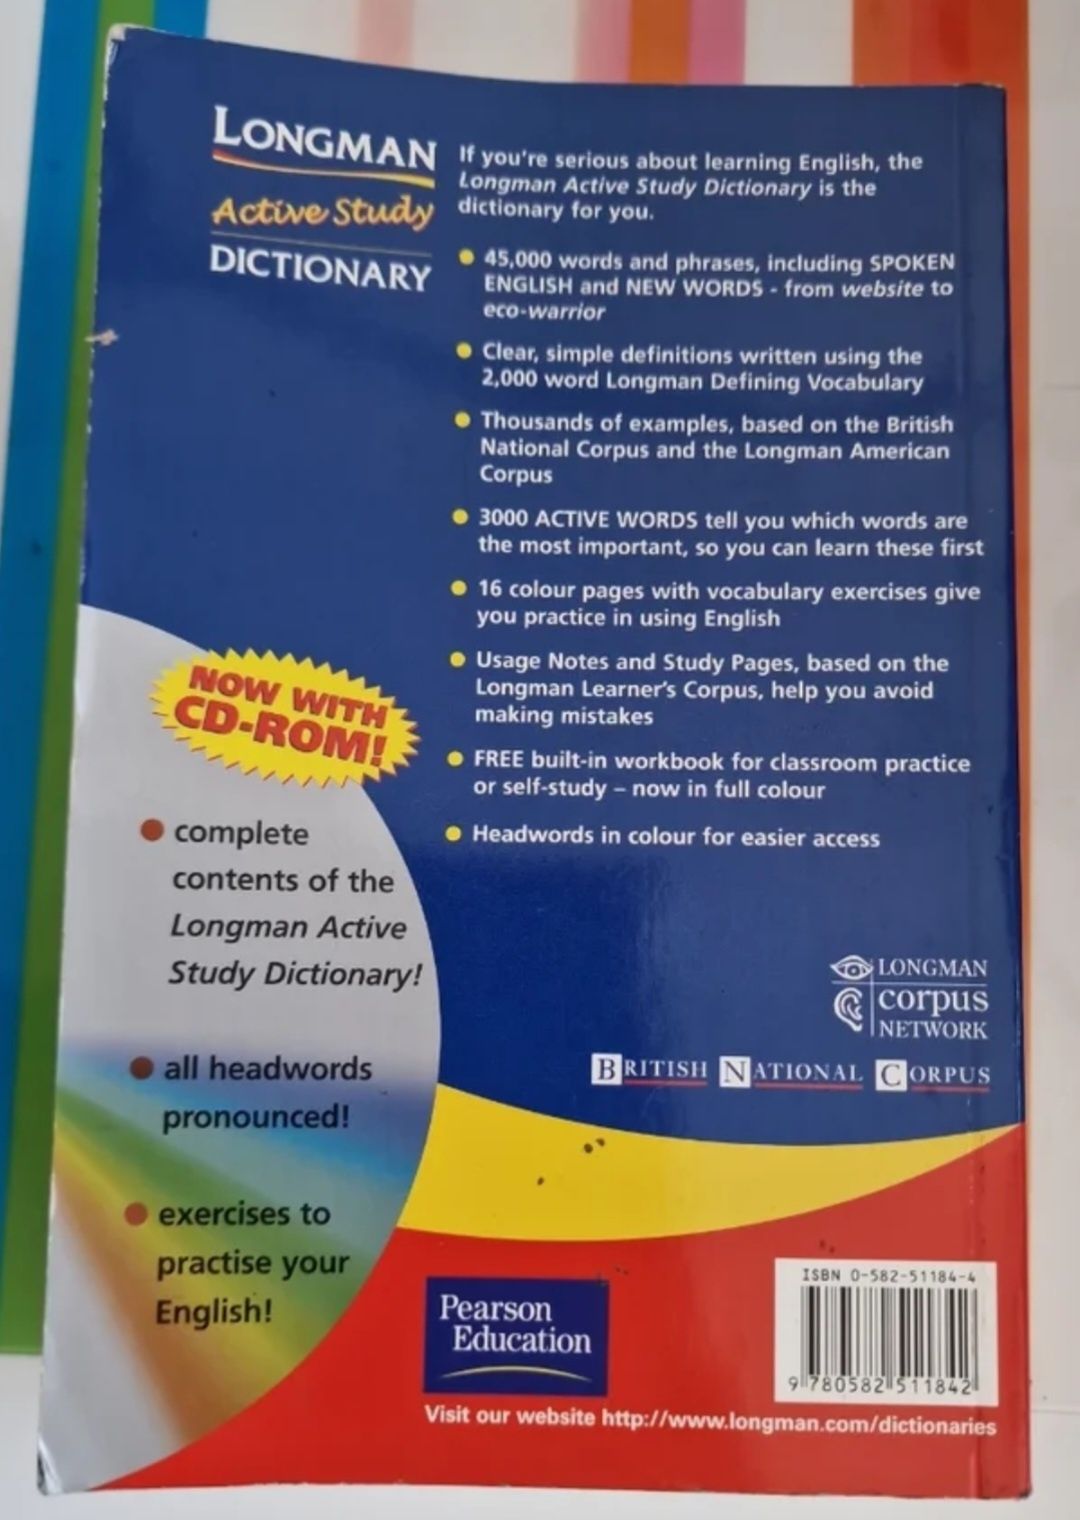 LONGMAN
Active Study
DICTIONARY
If you're serious about learning English, the
Longman Active Study Dictionary is the
dictionary for you.
45,000 words and phrases, including SPOKEN
ENGLISH and NEW WORDS - from website to
eco-warrior
Clear, simple definitions written using the
2,000 word Longman Defining Vocabulary
Thousands of examples, based on the British
National Corpus and the Longman American
Corpus
3000 ACTIVE WORDS tell you which words are
the most important, so you can learn these first
16 colour pages with vocabulary exercises give
you practice in using English
Usage Notes and Study Pages, based on the
Longman Learner's Corpus, help you avoid
making mistakes
FREE built-in workbook for classroom practice
or self-study – now in full colour
Headwords in colour for easier access
NOW WITH
CD-ROM!
complete
contents of the
Longman Active
Study Dictionary!
all headwords
pronounced!
exercises to
practise your
English!
LONGMAN
corpus
NETWORK
BRITISH NATIONAL CORPUS
Pearson
Education
ISBN 0-582-51184-4
9 780582 511842
Visit our website http://www.longman.com/dictionaries